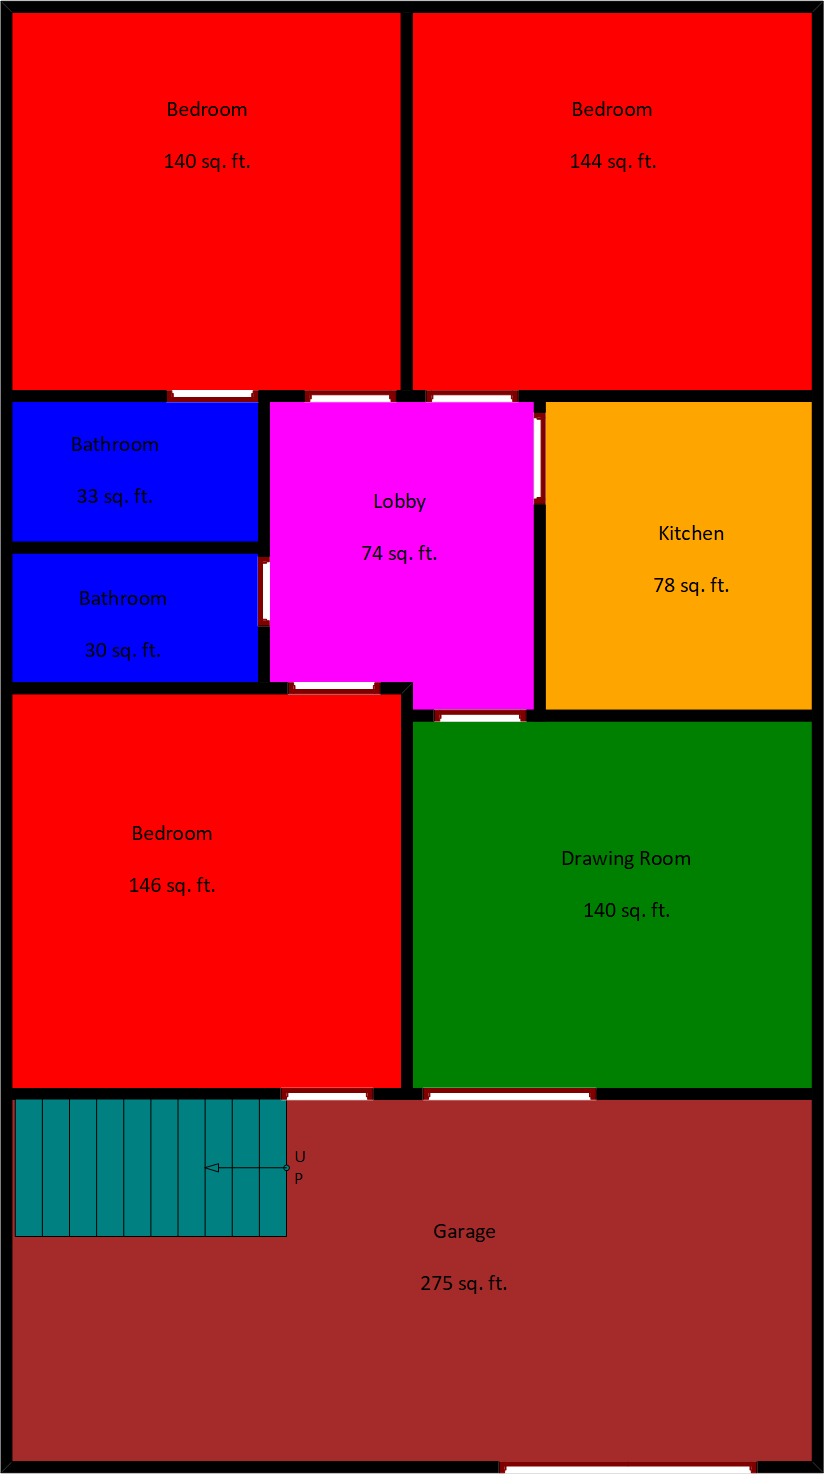 Bedroom
140 sq. ft.
Bedroom
144 sq. ft.
Bathroom
33 sq. ft.
Lobby
74 sq. ft.
Kitchen
78 sq. ft.
Bathroom
30 sq. ft.
Bedroom
146 sq. ft.
Drawing Room
140 sq. ft.
U
P
Garage
275 sq. ft.